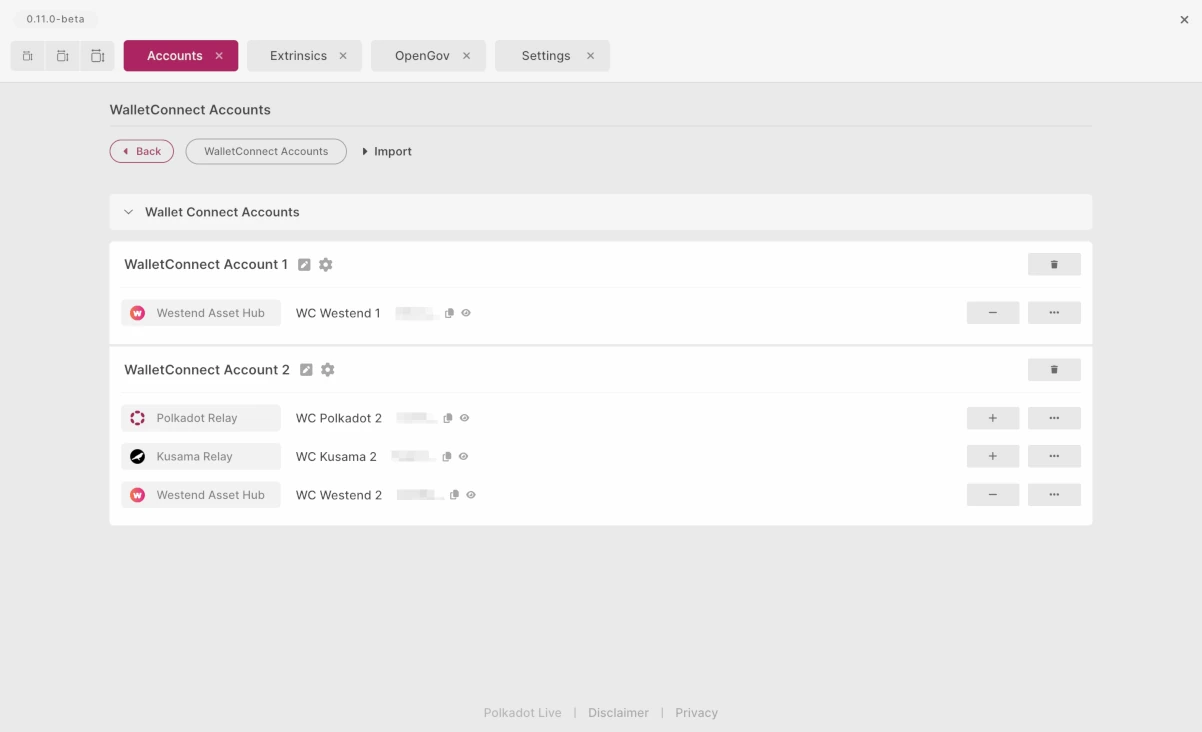 0.11.0-beta
Accounts Extrinsics OpenGov Settings
WalletConnect Accounts
Back WalletConnect Accounts Import
Wallet Connect Accounts
WalletConnect Account 1
Westend Asset Hub WC Westend 1
WalletConnect Account 2
Polkadot Relay WC Polkadot 2
Kusama Relay WC Kusama 2
Westend Asset Hub WC Westend 2
Polkadot Live | Disclaimer | Privacy